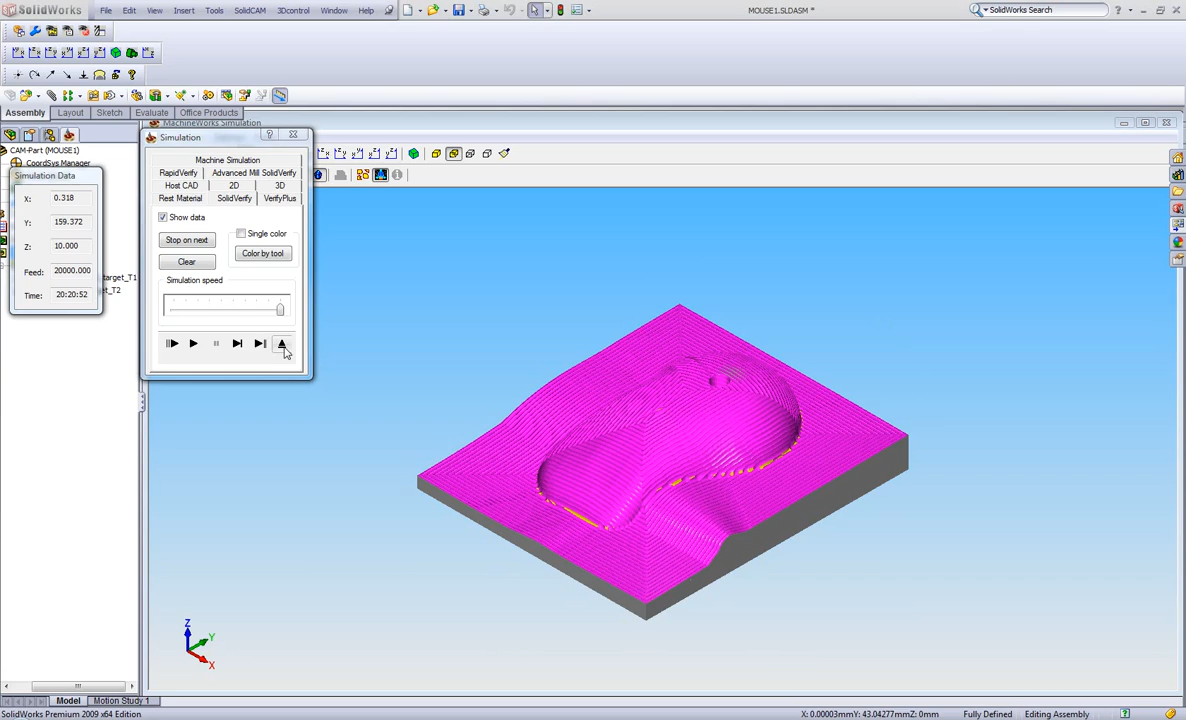 SolidWorks File Edit View Insert Tools SolidCAM 3Dcontrol Window Help MOUSE1.SLDASM * SolidWorks Search
Assembly Layout Sketch Evaluate Office Products
MachineWorks Simulation
Simulation
CAM-Part (MOUSE1)
CoordSys Manager
Machine Simulation
RapidVerify Advanced Mill SolidVerify
Host CAD 2D 3D
Rest Material SolidVerify VerifyPlus
Simulation Data
X: 0.318
Y: 159.372
Z: 10.000
Feed: 20000.000
Time: 20:20:52
Show data
Stop on next
Single color
Clear
Color by tool
Simulation speed
target_T1
et_T2
Z
Y
X
Model Motion Study 1
SolidWorks Premium 2009 x64 Edition X: 0.00003mm Y: 43.04277mm Z: 0mm Fully Defined Editing Assembly